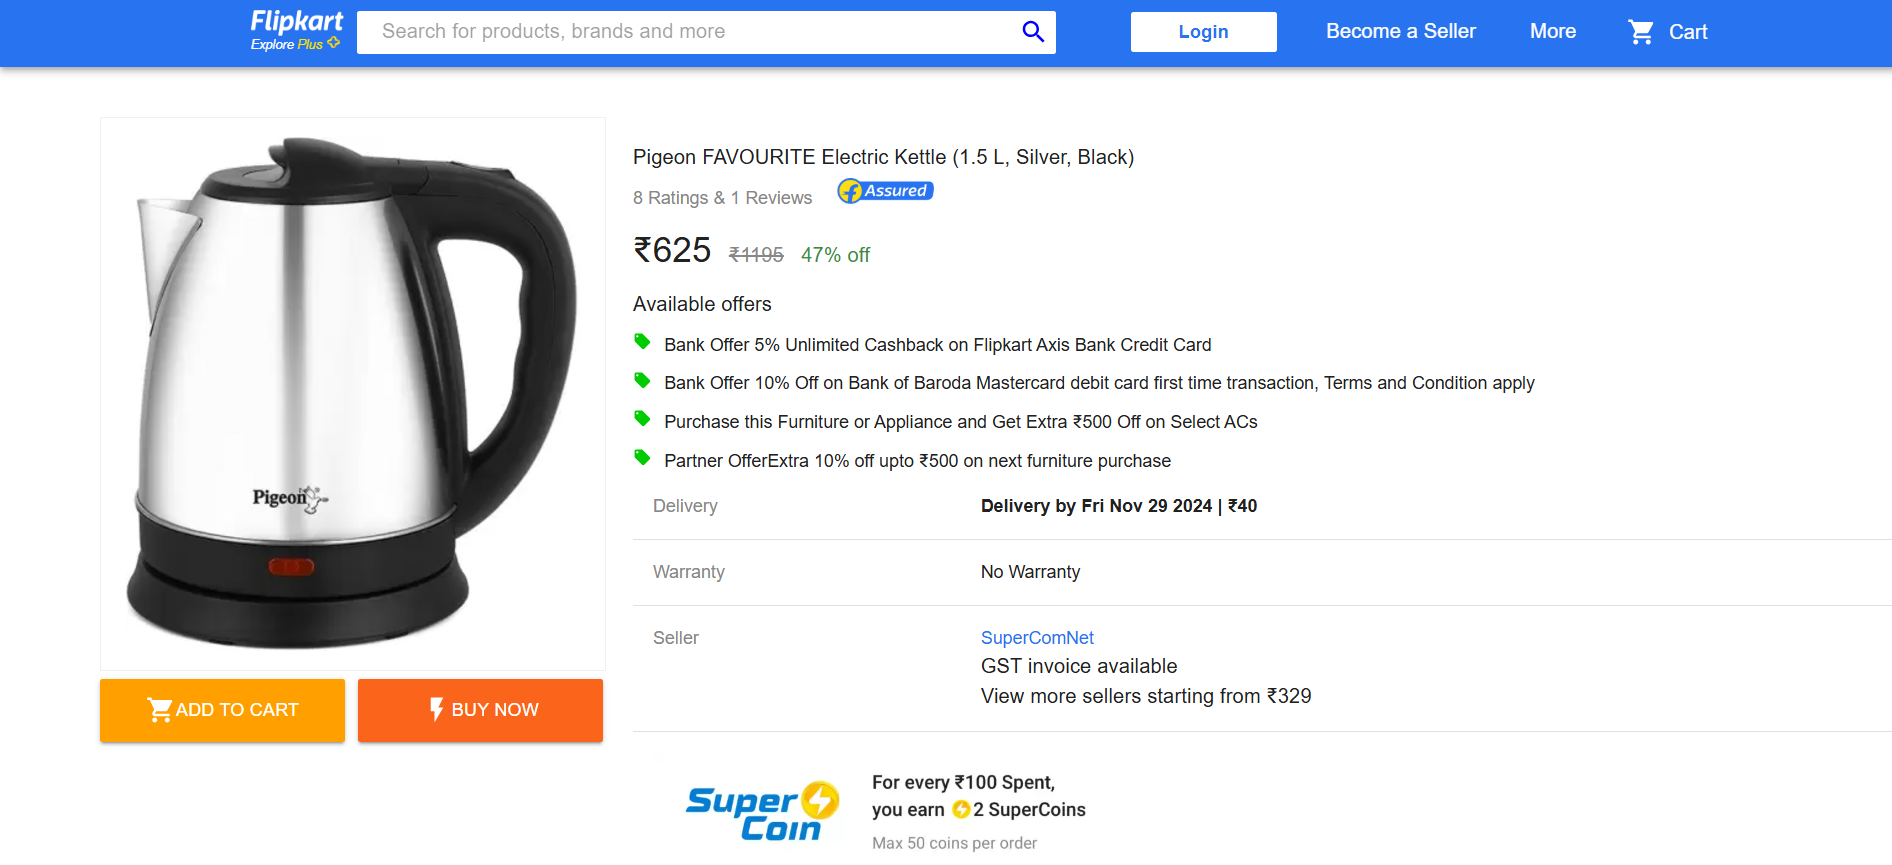 Flipkart
Explore Plus
Search for products, brands and more
Login
Become a Seller
More
Cart
Pigeon
ADD TO CART
BUY NOW
Pigeon FAVOURITE Electric Kettle (1.5 L, Silver, Black)
8 Ratings & 1 Reviews
Assured
₹625 ₹1195 47% off
Available offers
Bank Offer 5% Unlimited Cashback on Flipkart Axis Bank Credit Card
Bank Offer 10% Off on Bank of Baroda Mastercard debit card first time transaction, Terms and Condition apply
Purchase this Furniture or Appliance and Get Extra ₹500 Off on Select ACs
Partner OfferExtra 10% off upto ₹500 on next furniture purchase
Delivery Delivery by Fri Nov 29 2024 | ₹40
Warranty No Warranty
Seller SuperComNet
GST invoice available
View more sellers starting from ₹329
Super
Coin
For every ₹100 Spent,
you earn 2 SuperCoins
Max 50 coins per order